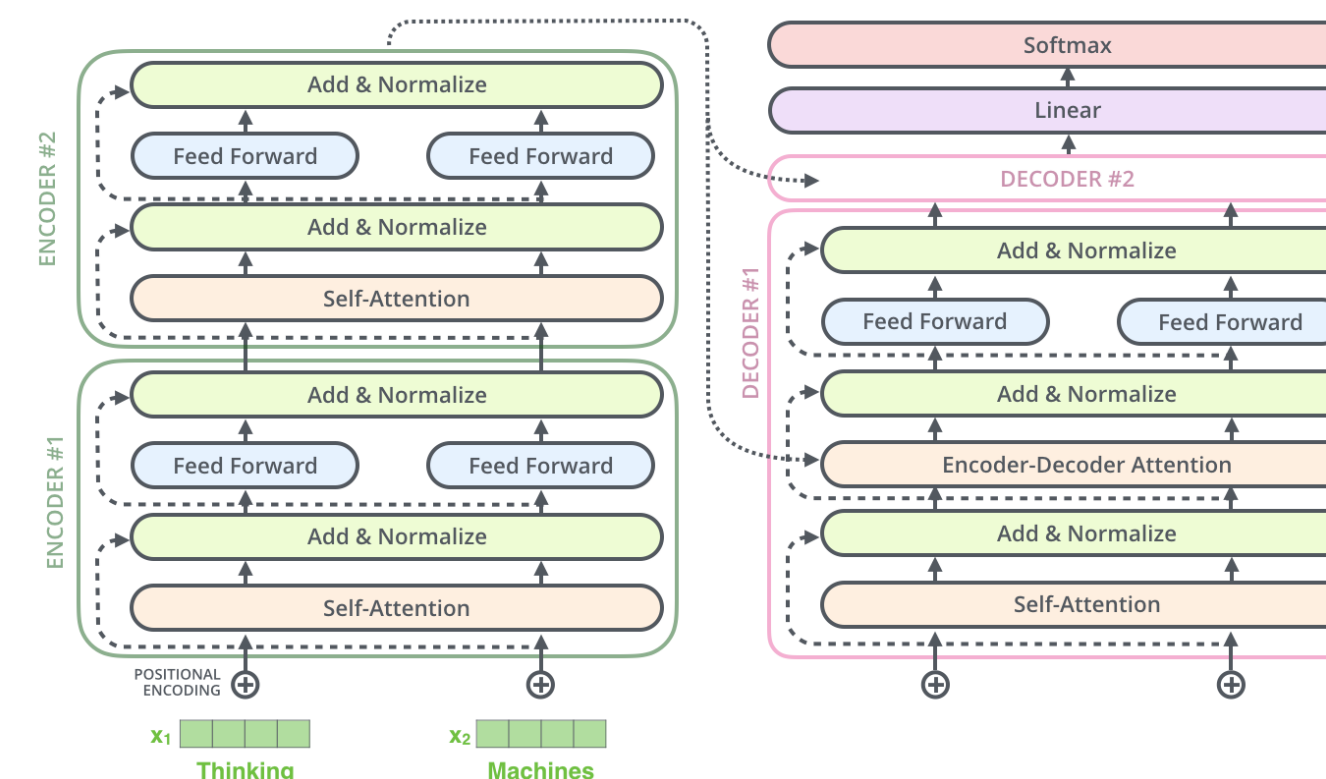 ENCODER #2
Add & Normalize
Feed Forward
Feed Forward
Add & Normalize
Self-Attention
ENCODER #1
Add & Normalize
Feed Forward
Feed Forward
Add & Normalize
Self-Attention
POSITIONAL
ENCODING
x₁
x₂
Thinking
Machines
Softmax
Linear
DECODER #2
DECODER #1
Add & Normalize
Feed Forward
Feed Forward
Add & Normalize
Encoder-Decoder Attention
Add & Normalize
Self-Attention